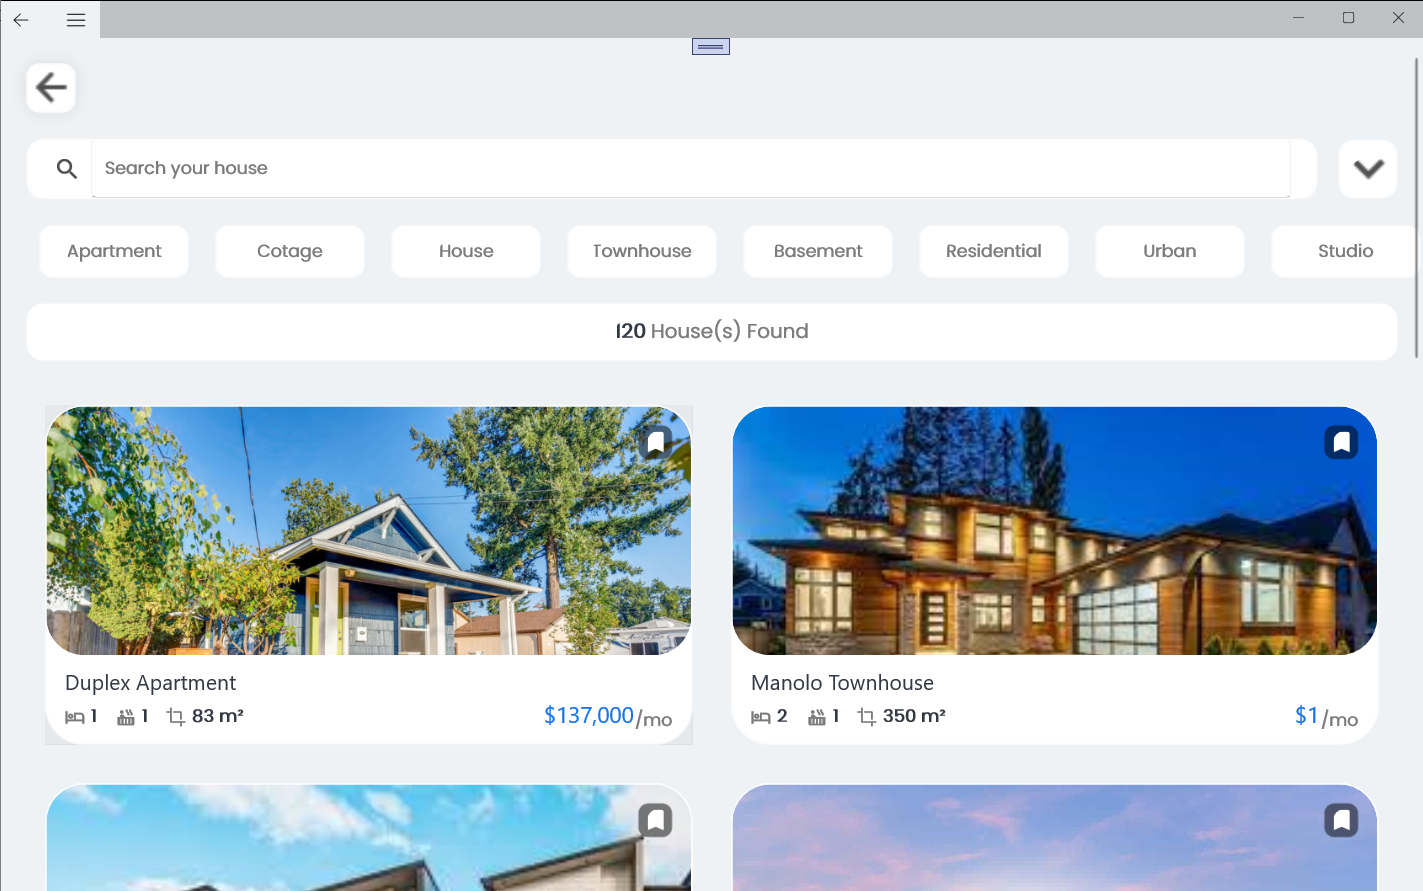 Search your house
Apartment Cotage House Townhouse Basement Residential Urban Studio
120 House(s) Found
Duplex Apartment
1 1 83 m² $137,000/mo
Manolo Townhouse
2 1 350 m² $1/mo